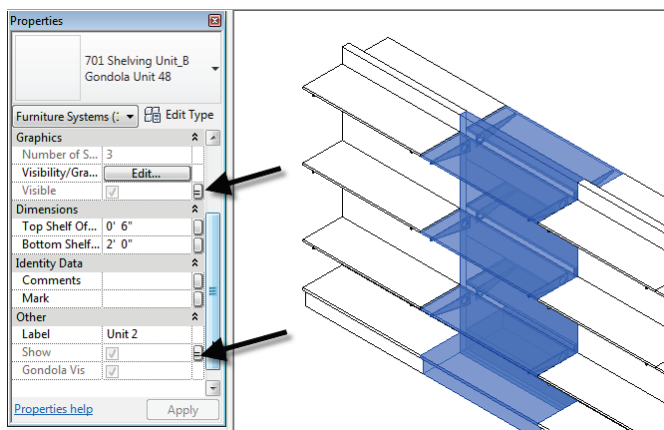 Properties
701 Shelving Unit_B
Gondola Unit 48
Furniture Systems (: Edit Type
Graphics
Number of S... 3
Visibility/Gra... Edit...
Visible
Dimensions
Top Shelf Of... 0' 6"
Bottom Shelf... 2' 0"
Identity Data
Comments
Mark
Other
Label Unit 2
Show
Gondola Vis
Properties help Apply